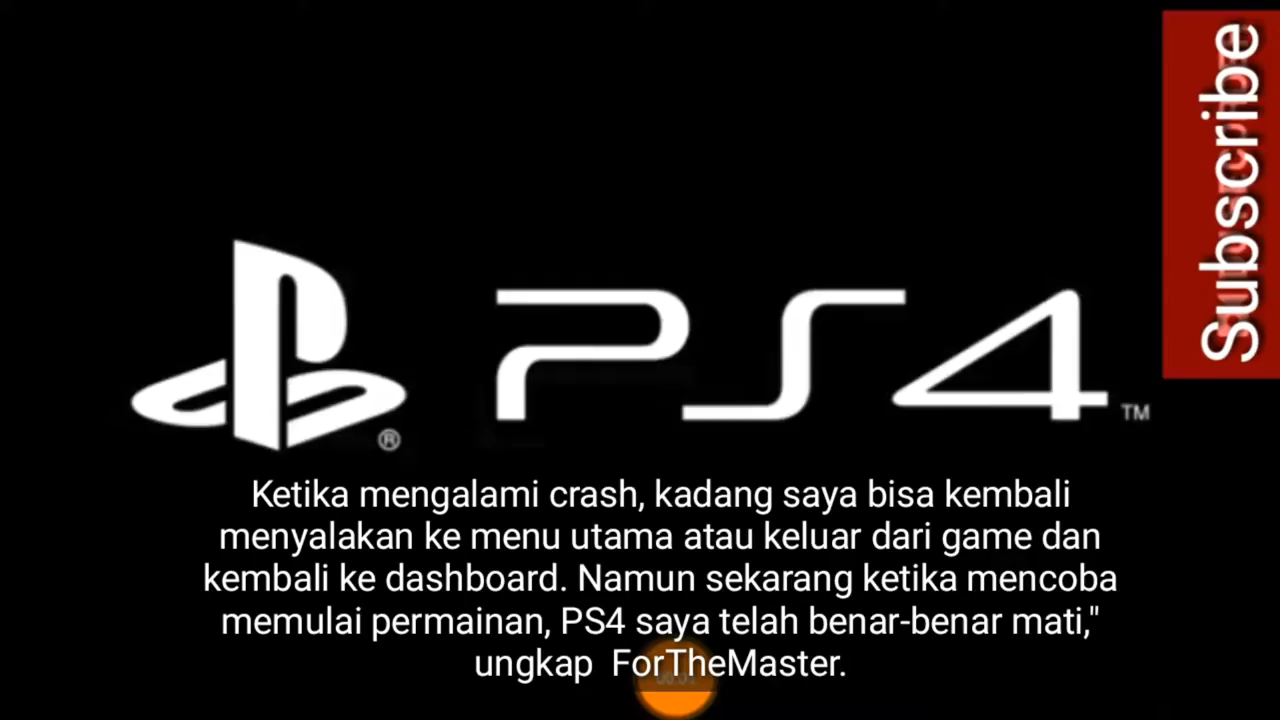 Subscribe
PS4 ™
®
Ketika mengalami crash, kadang saya bisa kembali
menyalakan ke menu utama atau keluar dari game dan
kembali ke dashboard. Namun sekarang ketika mencoba
memulai permainan, PS4 saya telah benar-benar mati,"
ungkap ForTheMaster.